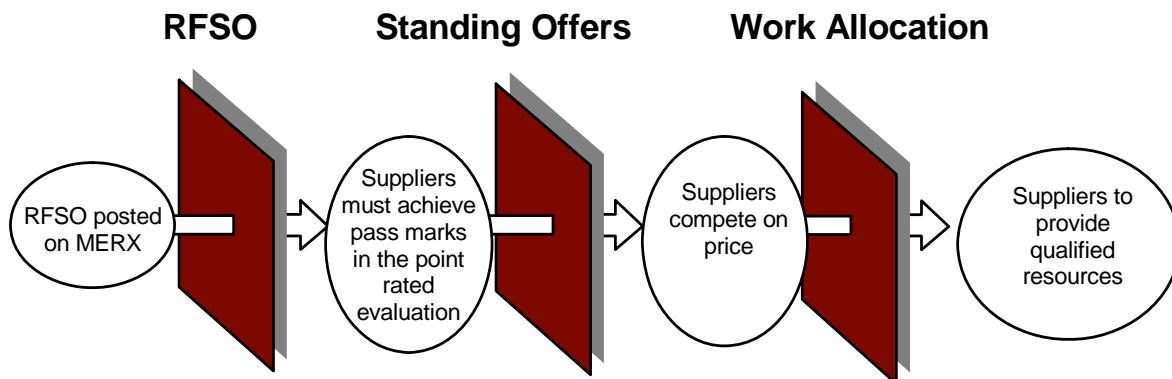 RFSO
Standing Offers
Work Allocation
RFSO posted
on MERX
Suppliers
must achieve
pass marks
in the point
rated
evaluation
Suppliers
compete on
price
Suppliers to
provide
qualified
resources